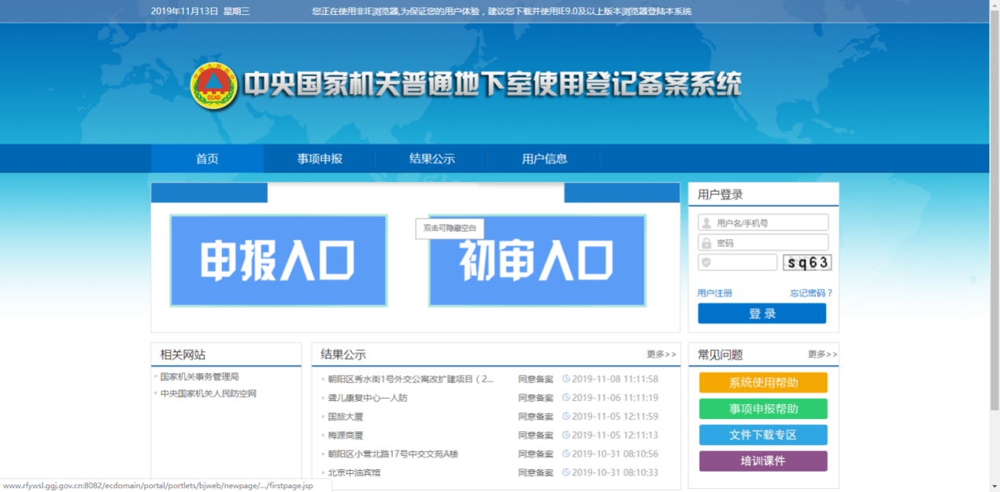 2019年11月13日 星期三 您正在使用非IE浏览器,为保证您的用户体验，建议您下载并使用IE9.0及以上版本浏览器登陆本系统
CCAD
中央国家机关普通地下室使用登记备案系统
首页 事项申报 结果公示 用户信息
申报入口
双击可隐藏空白
初审入口
用户登录
用户名/手机号
密码
sq63
用户注册 忘记密码？
登 录
相关网站
国家机关事务管理局
中央国家机关人民防空网
结果公示 更多>>
朝阳区秀水街1号外交公寓改扩建项目（2... 同意备案 2019-11-08 11:11:58
聋儿康复中心—人防 同意备案 2019-11-06 11:11:19
国旅大厦 同意备案 2019-11-05 12:11:59
梅源商厦 同意备案 2019-11-05 12:11:13
朝阳区小营北路17号中交文苑A楼 同意备案 2019-10-31 08:10:56
北京中油宾馆 同意备案 2019-10-31 08:10:33
常见问题 更多>>
系统使用帮助
事项申报帮助
文件下载专区
培训课件
www.rfywsl.ggj.gov.cn:8082/ecdomain/portal/portlets/bjweb/newpage/.../firstpage.jsp